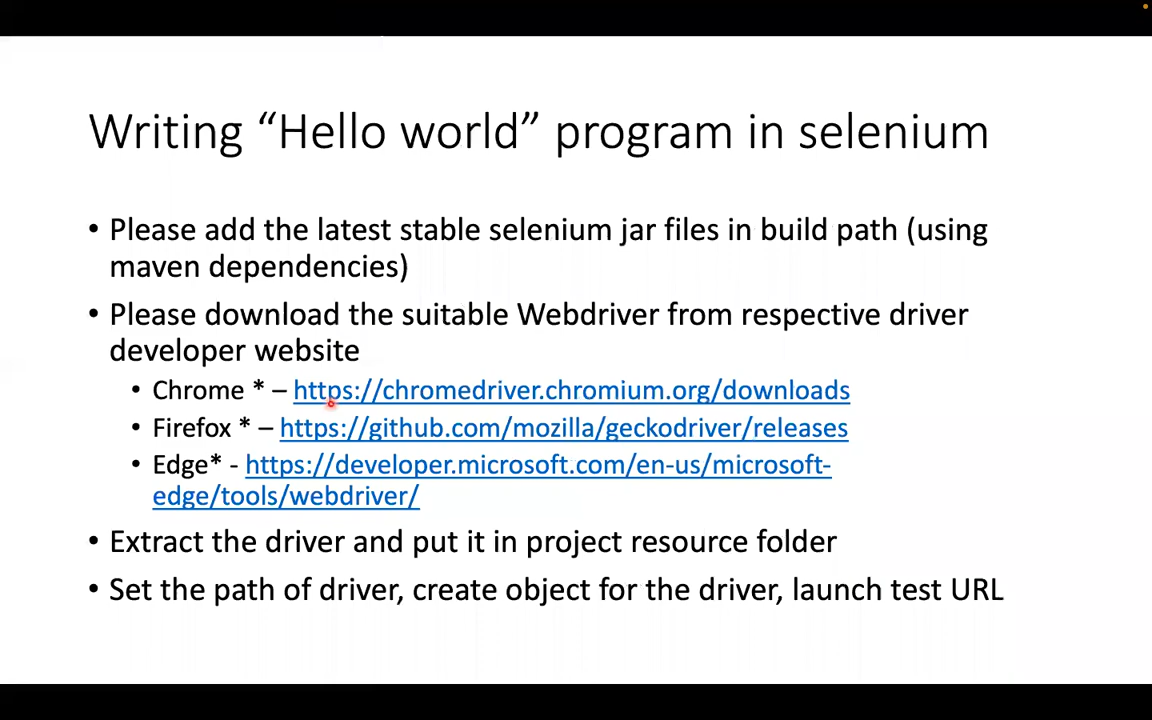 Writing “Hello world” program in selenium
• Please add the latest stable selenium jar files in build path (using
maven dependencies)
• Please download the suitable Webdriver from respective driver
developer website
• Chrome * – https://chromedriver.chromium.org/downloads
• Firefox * – https://github.com/mozilla/geckodriver/releases
• Edge* - https://developer.microsoft.com/en-us/microsoft-
edge/tools/webdriver/
• Extract the driver and put it in project resource folder
• Set the path of driver, create object for the driver, launch test URL